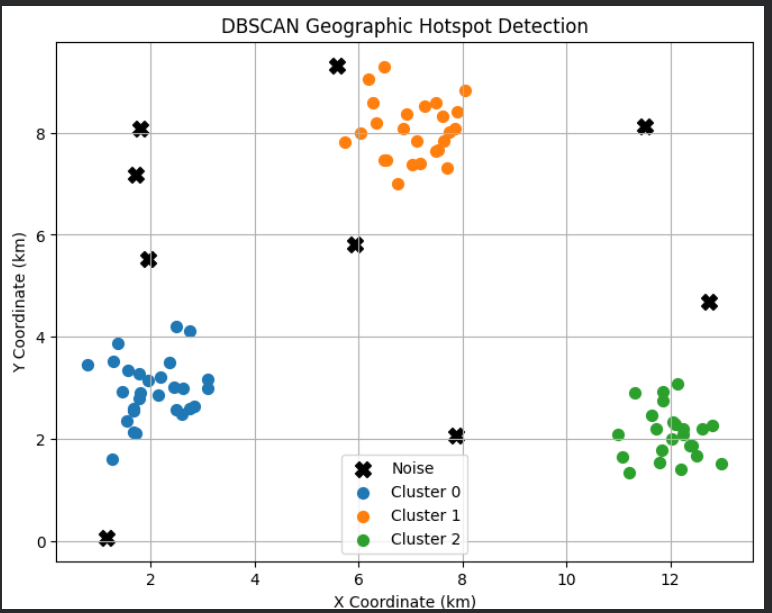 DBSCAN Geographic Hotspot Detection
8
6
4
2
0
Y Coordinate (km)
Noise
Cluster 0
Cluster 1
Cluster 2
2 4 6 8 10 12
X Coordinate (km)